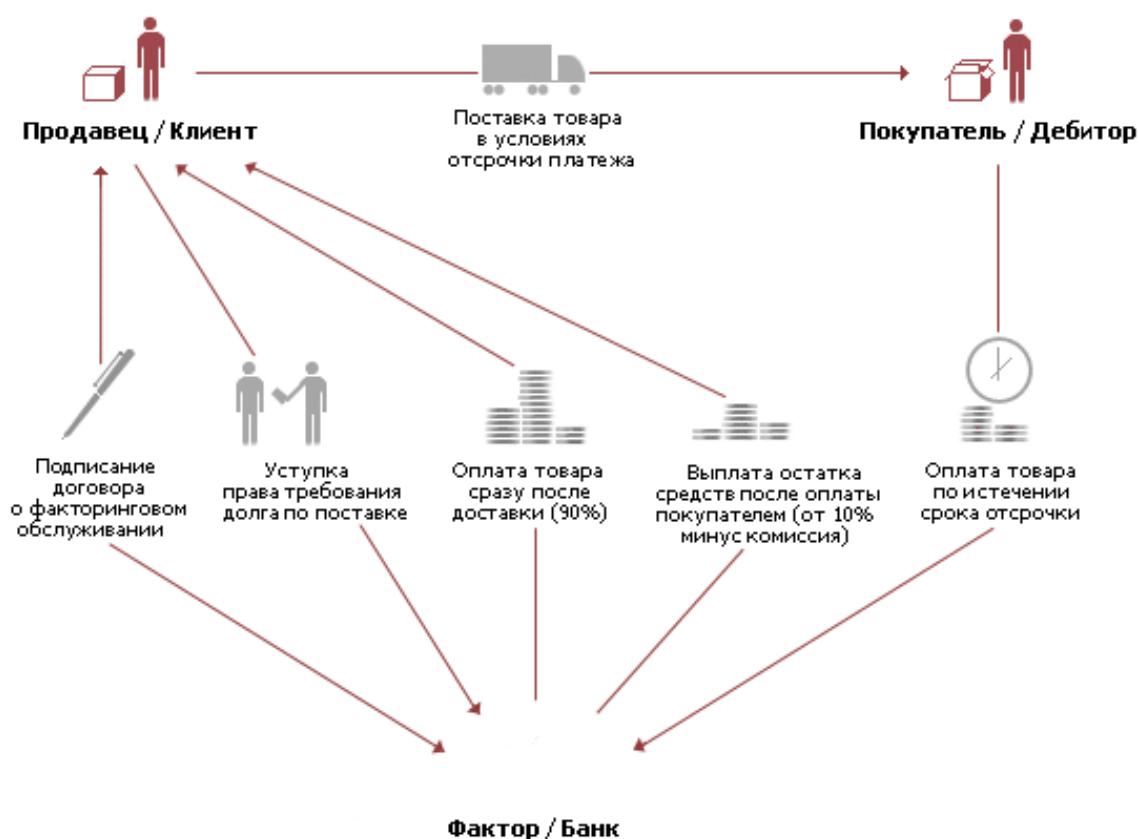 Продавец / Клиент
Поставка товара
в условиях
отсрочки платежа
Покупатель / Дебитор
Подписание
договора
о факторинговом
обслуживании
Уступка
права требования
долга по поставке
Оплата товара
сразу после
доставки (90%)
Выплата остатка
средств после оплаты
покупателем (от 10%
минус комиссия)
Оплата товара
по истечении
срока отсрочки
Фактор / Банк